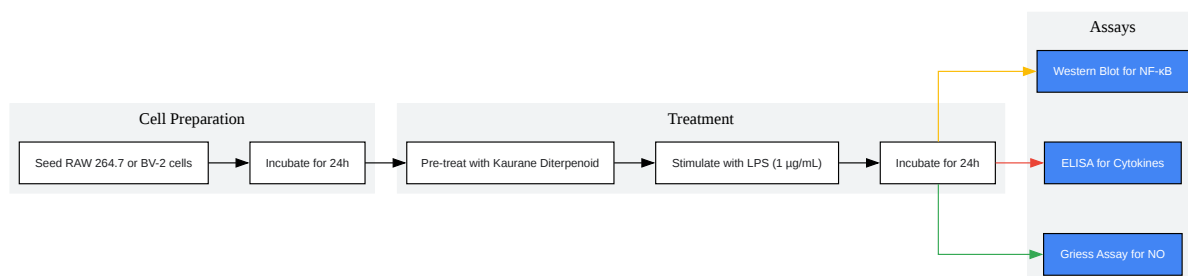 Cell Preparation
Seed RAW 264.7 or BV-2 cells
Incubate for 24h
Treatment
Pre-treat with Kaurane Diterpenoid
Stimulate with LPS (1 µg/mL)
Incubate for 24h
Assays
Western Blot for NF-κB
ELISA for Cytokines
Griess Assay for NO